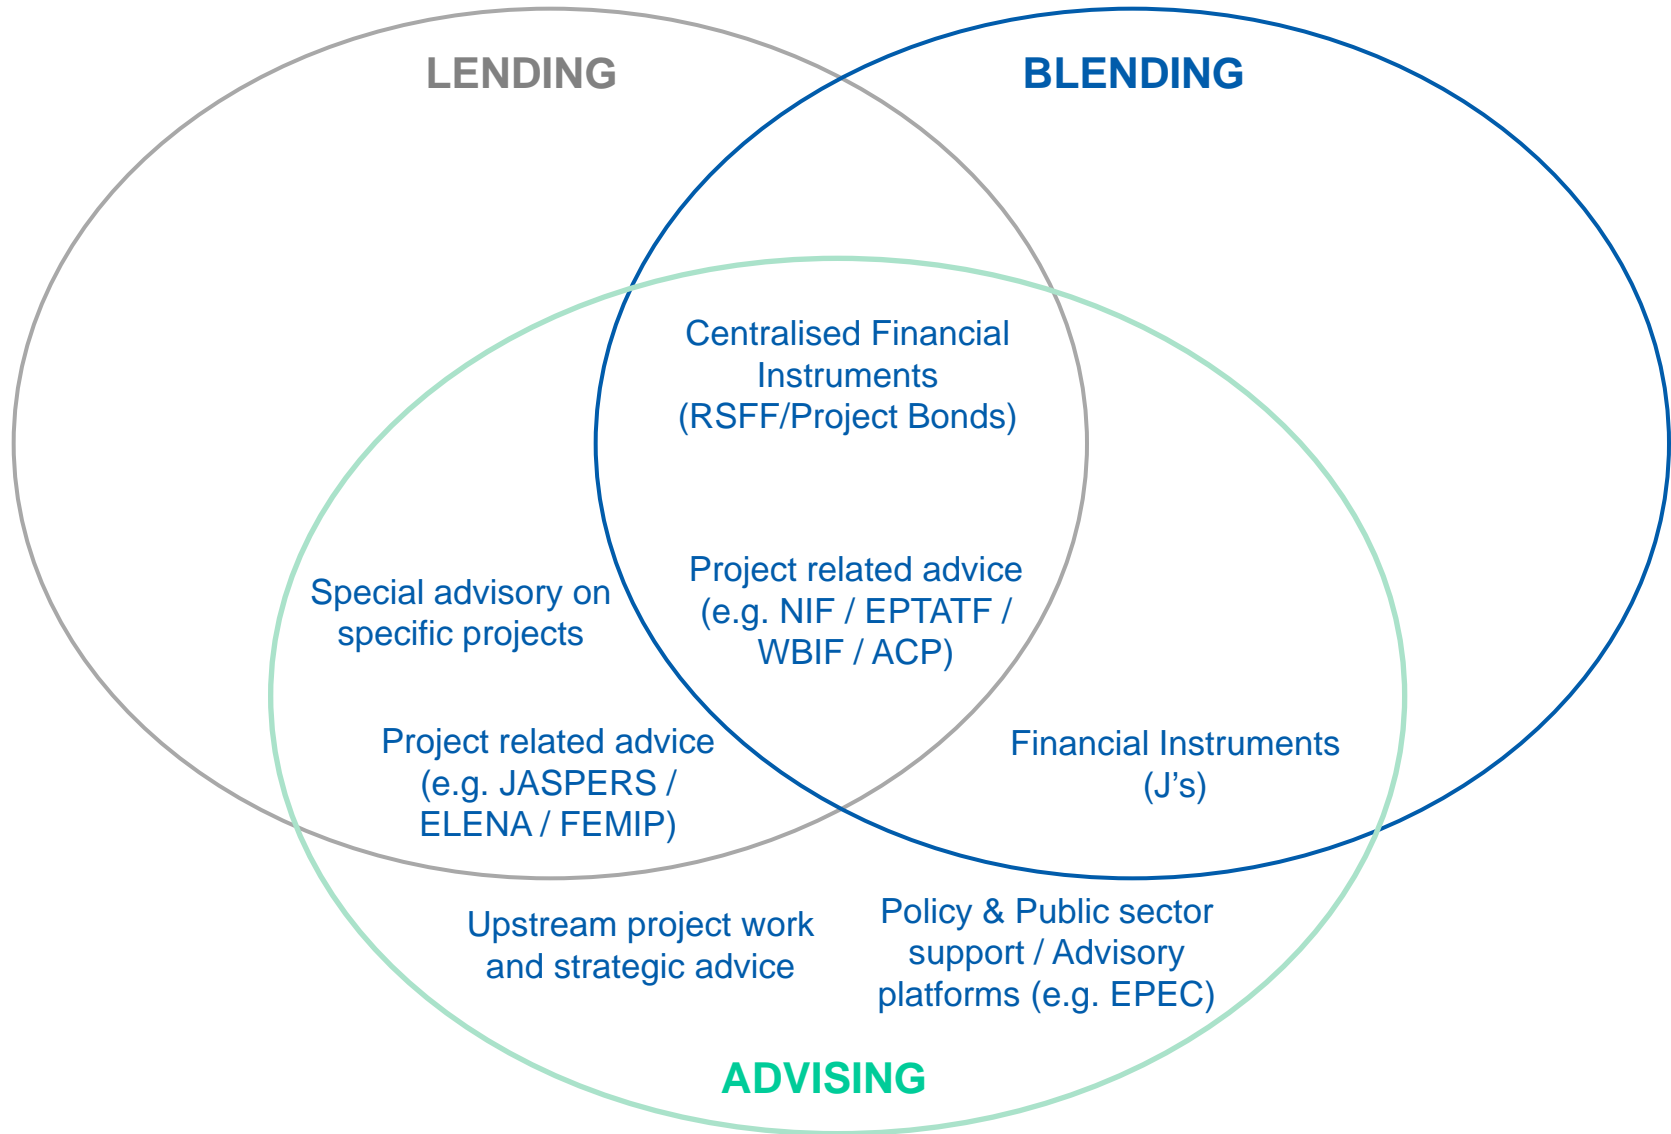 LENDING
BLENDING
Centralised Financial
Instruments
(RSFF/Project Bonds)
Special advisory on
specific projects
Project related advice
(e.g. NIF / EPTATF /
WBIF / ACP)
Project related advice
(e.g. JASPERS /
ELENA / FEMIP)
Financial Instruments
(J's)
Upstream project work
and strategic advice
Policy & Public sector
support / Advisory
platforms (e.g. EPEC)
ADVISING